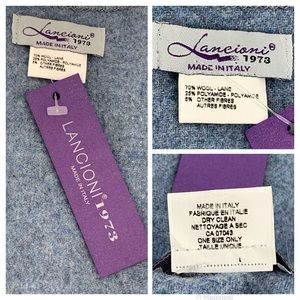 Lancioni®
1973
MADE IN ITALY
70% WOOL - LAINE
25% POLYAMIDE - POLYAMIDE
5% OTHER FIBRES
AUTRES FIBRES
LANCIONI® 1973
MADE IN ITALY
Lancioni®
1973
MADE IN ITALY
70% WOOL - LAINE
25% POLYAMIDE - POLYAMIDE
5% OTHER FIBRES
AUTRES FIBRES
MADE IN ITALY
FABRIQUE EN ITALIE
DRY CLEAN
NETTOYAGE A SEC
CA 07043
ONE SIZE ONLY
TAILLE UNIQUE